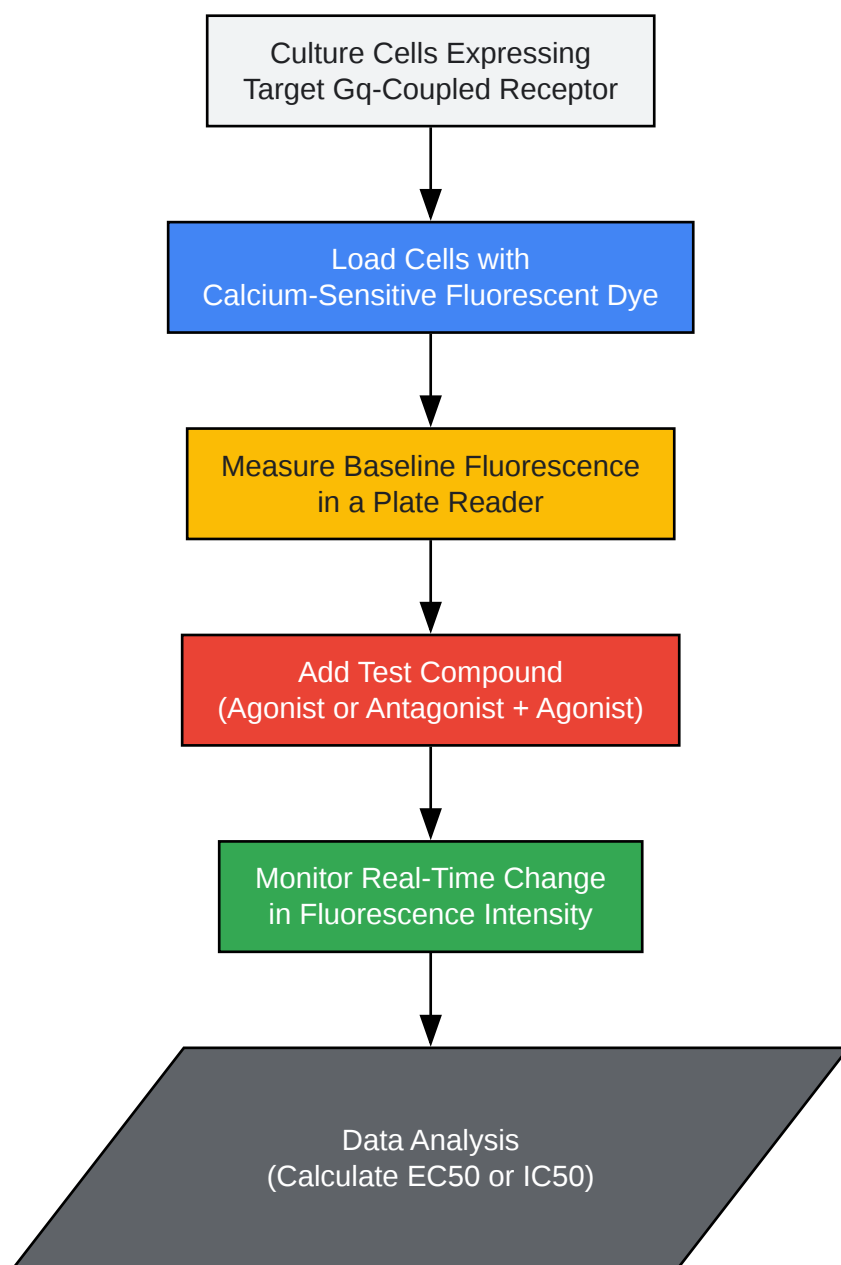 Culture Cells Expressing
Target Gq-Coupled Receptor
Load Cells with
Calcium-Sensitive Fluorescent Dye
Measure Baseline Fluorescence
in a Plate Reader
Add Test Compound
(Agonist or Antagonist + Agonist)
Monitor Real-Time Change
in Fluorescence Intensity
Data Analysis
(Calculate EC50 or IC50)